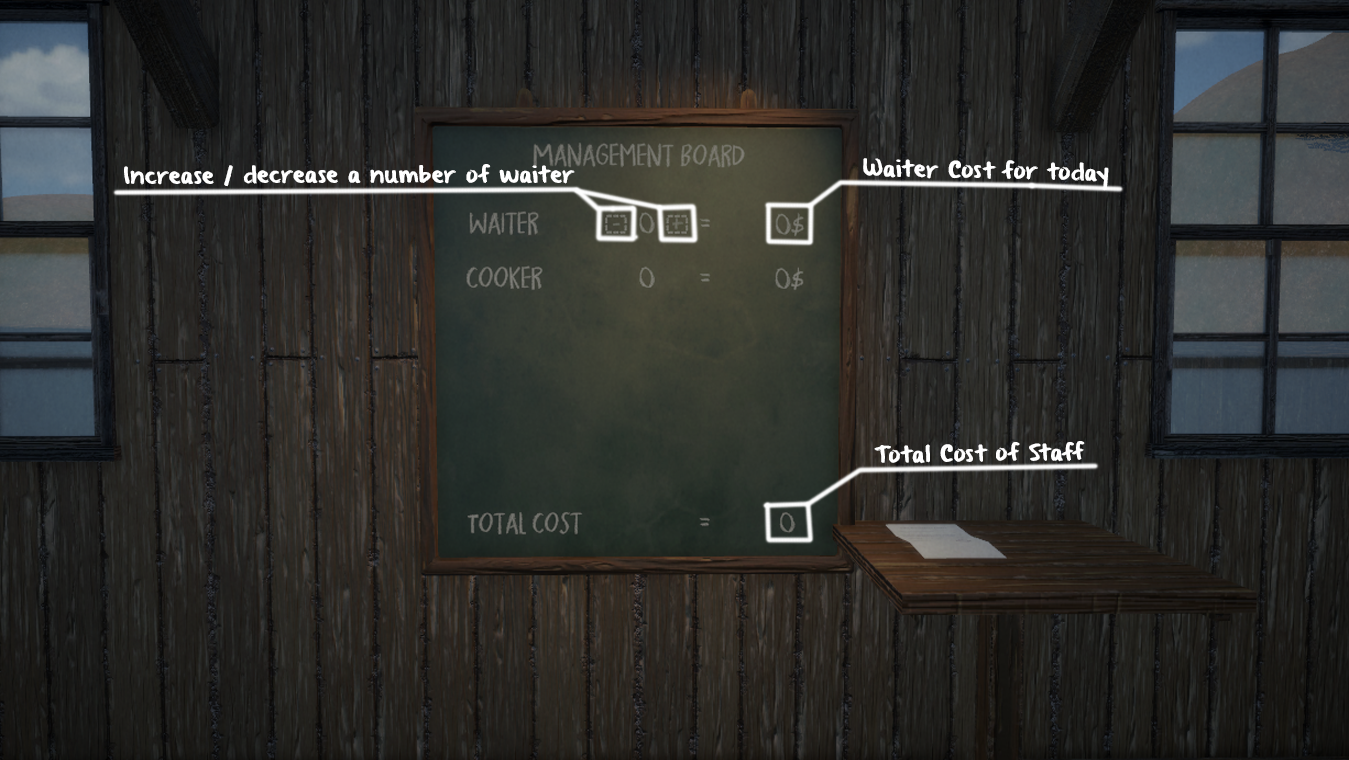 MANAGEMENT BOARD
Increase / decrease a number of waiter
Waiter Cost for today
WAITER - 0 + = 0$
COOKER 0 = 0$
Total Cost of Staff
TOTAL COST = 0